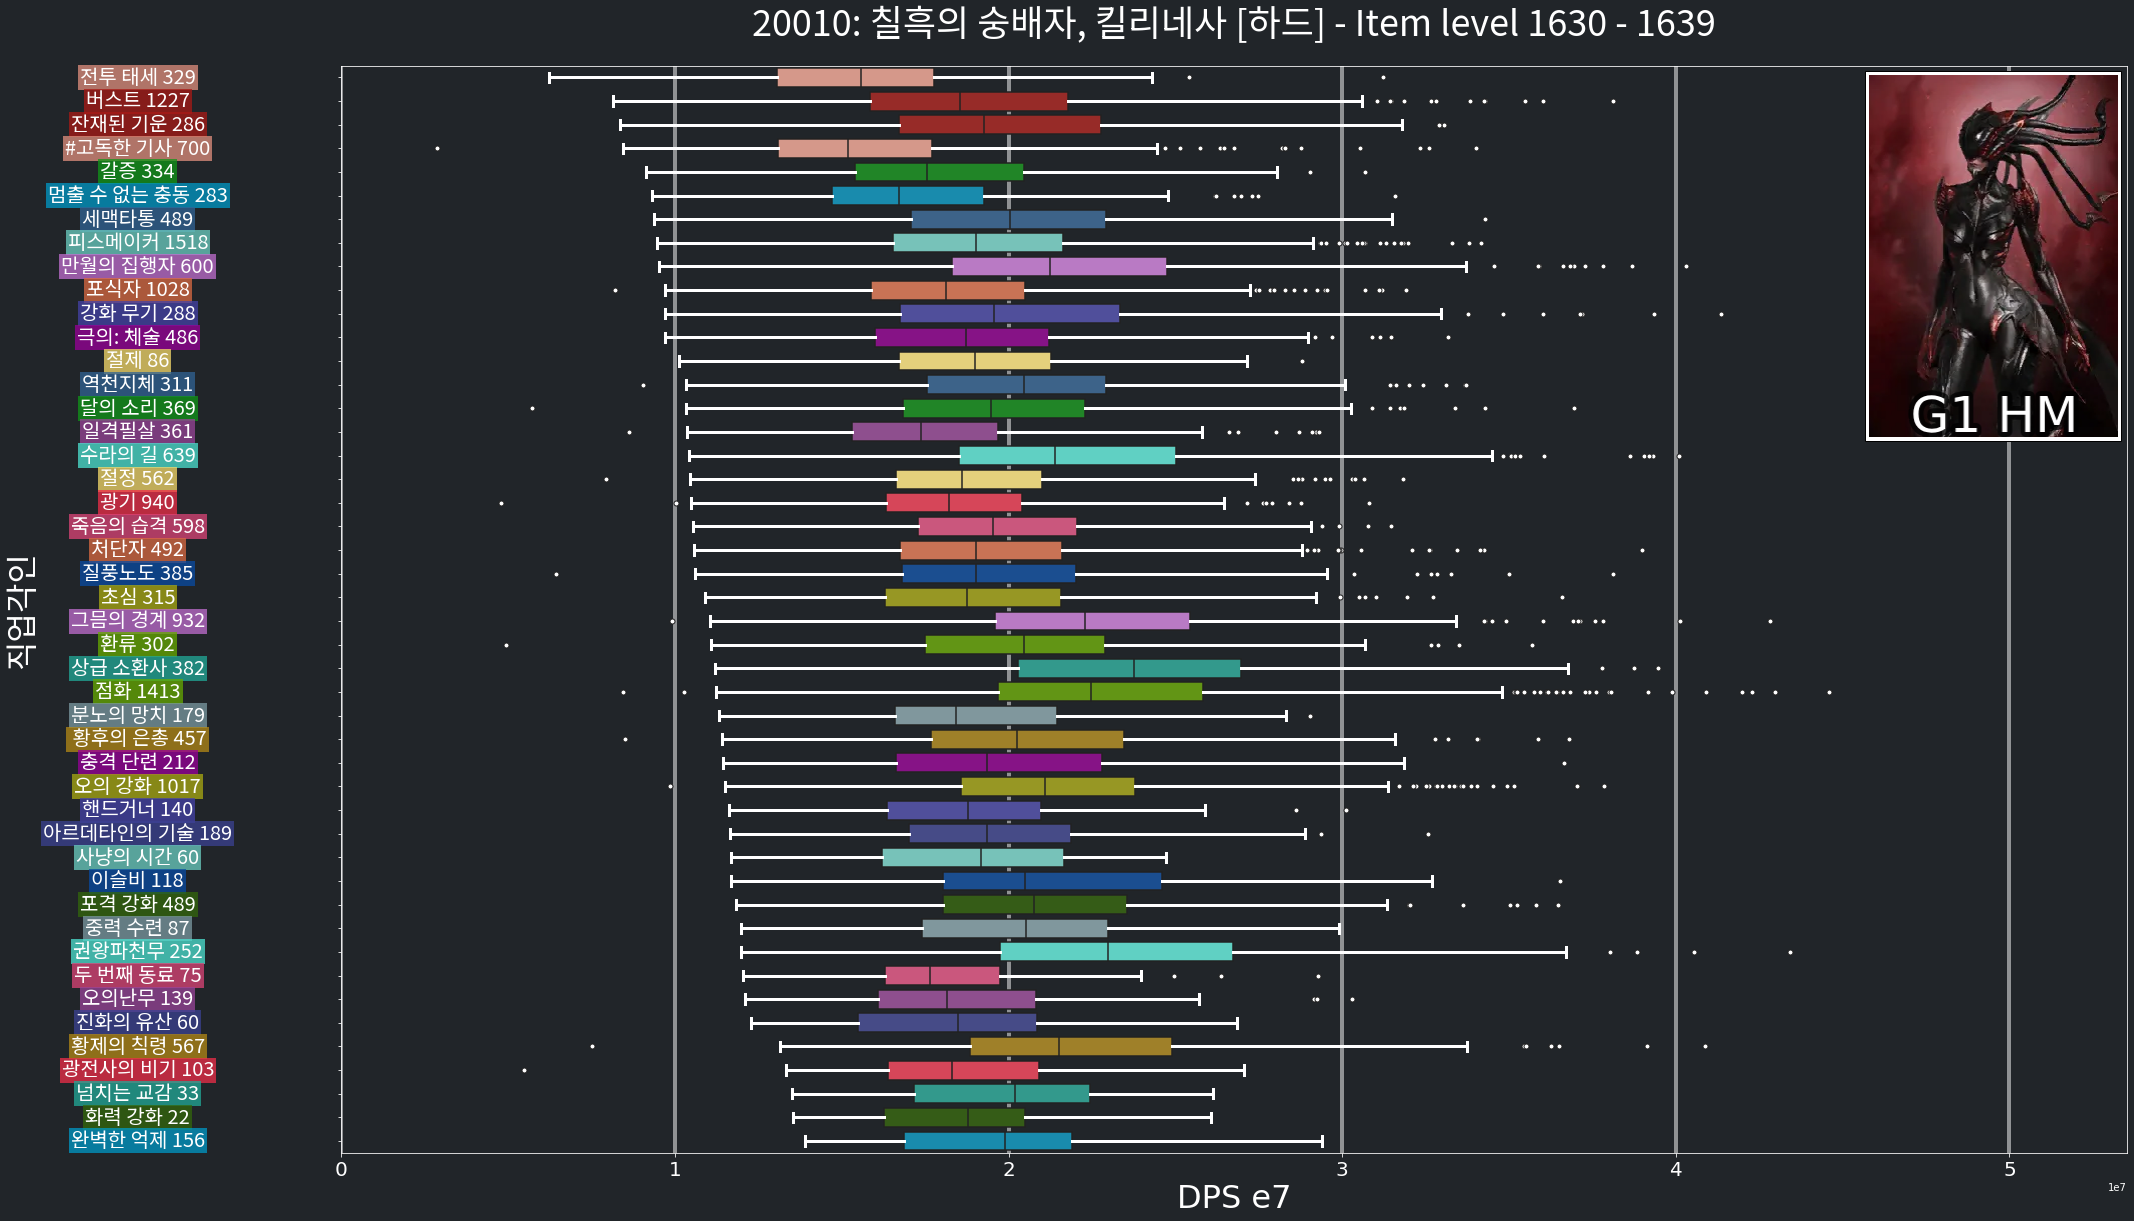 20010: 칠흑의 숭배자, 킬리네사 [하드] - Item level 1630 - 1639
전투 태세 329
버스트 1227
잔재된 기운 286
#고독한 기사 700
갈증 334
멈출 수 없는 충동 283
세맥타통 489
피스메이커 1518
만월의 집행자 600
포식자 1028
강화 무기 288
극의: 체술 486
절제 86
역천지체 311
달의 소리 369
일격필살 361
수라의 길 639
절정 562
광기 940
죽음의 습격 598
처단자 492
질풍노도 385
초심 315
그믐의 경계 932
환류 302
상급 소환사 382
점화 1413
분노의 망치 179
황후의 은총 457
충격 단련 212
오의 강화 1017
핸드거너 140
아르데타인의 기술 189
사냥의 시간 60
이슬비 118
포격 강화 489
중력 수련 87
권왕파천무 252
두 번째 동료 75
오의난무 139
진화의 유산 60
황제의 칙령 567
광전사의 비기 103
넘치는 교감 33
화력 강화 22
완벽한 억제 156
직업각인
G1 HM
0 1 2 3 4 5
1e7
DPS e7